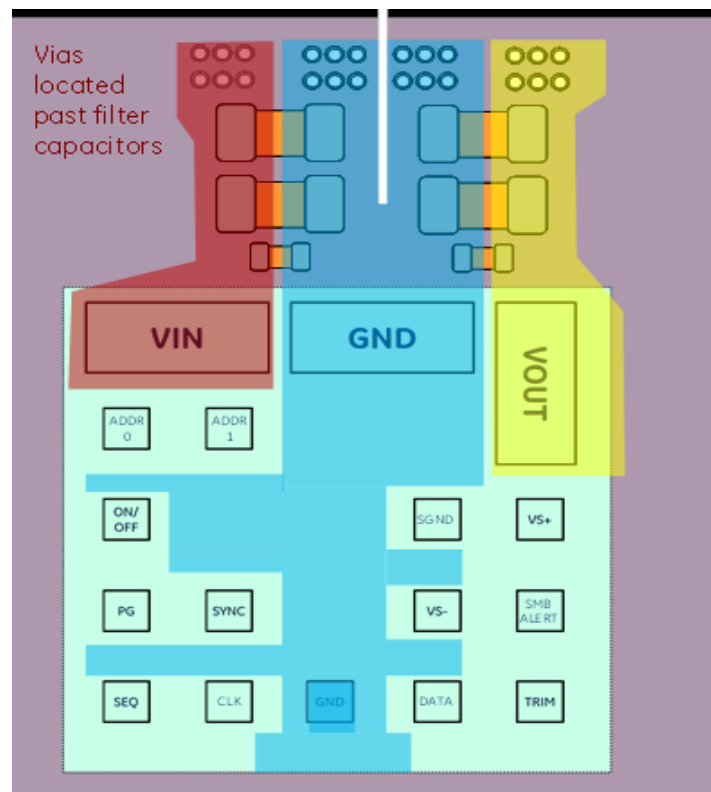 Vias
located
past filter
capacitors
VIN
GND
VOUT
ADDR
0
ADDR
1
ON/
OFF
SGND
VS+
PG
SYNC
VS-
SMB
ALERT
SEQ
CLK
GND
DATA
TRIM